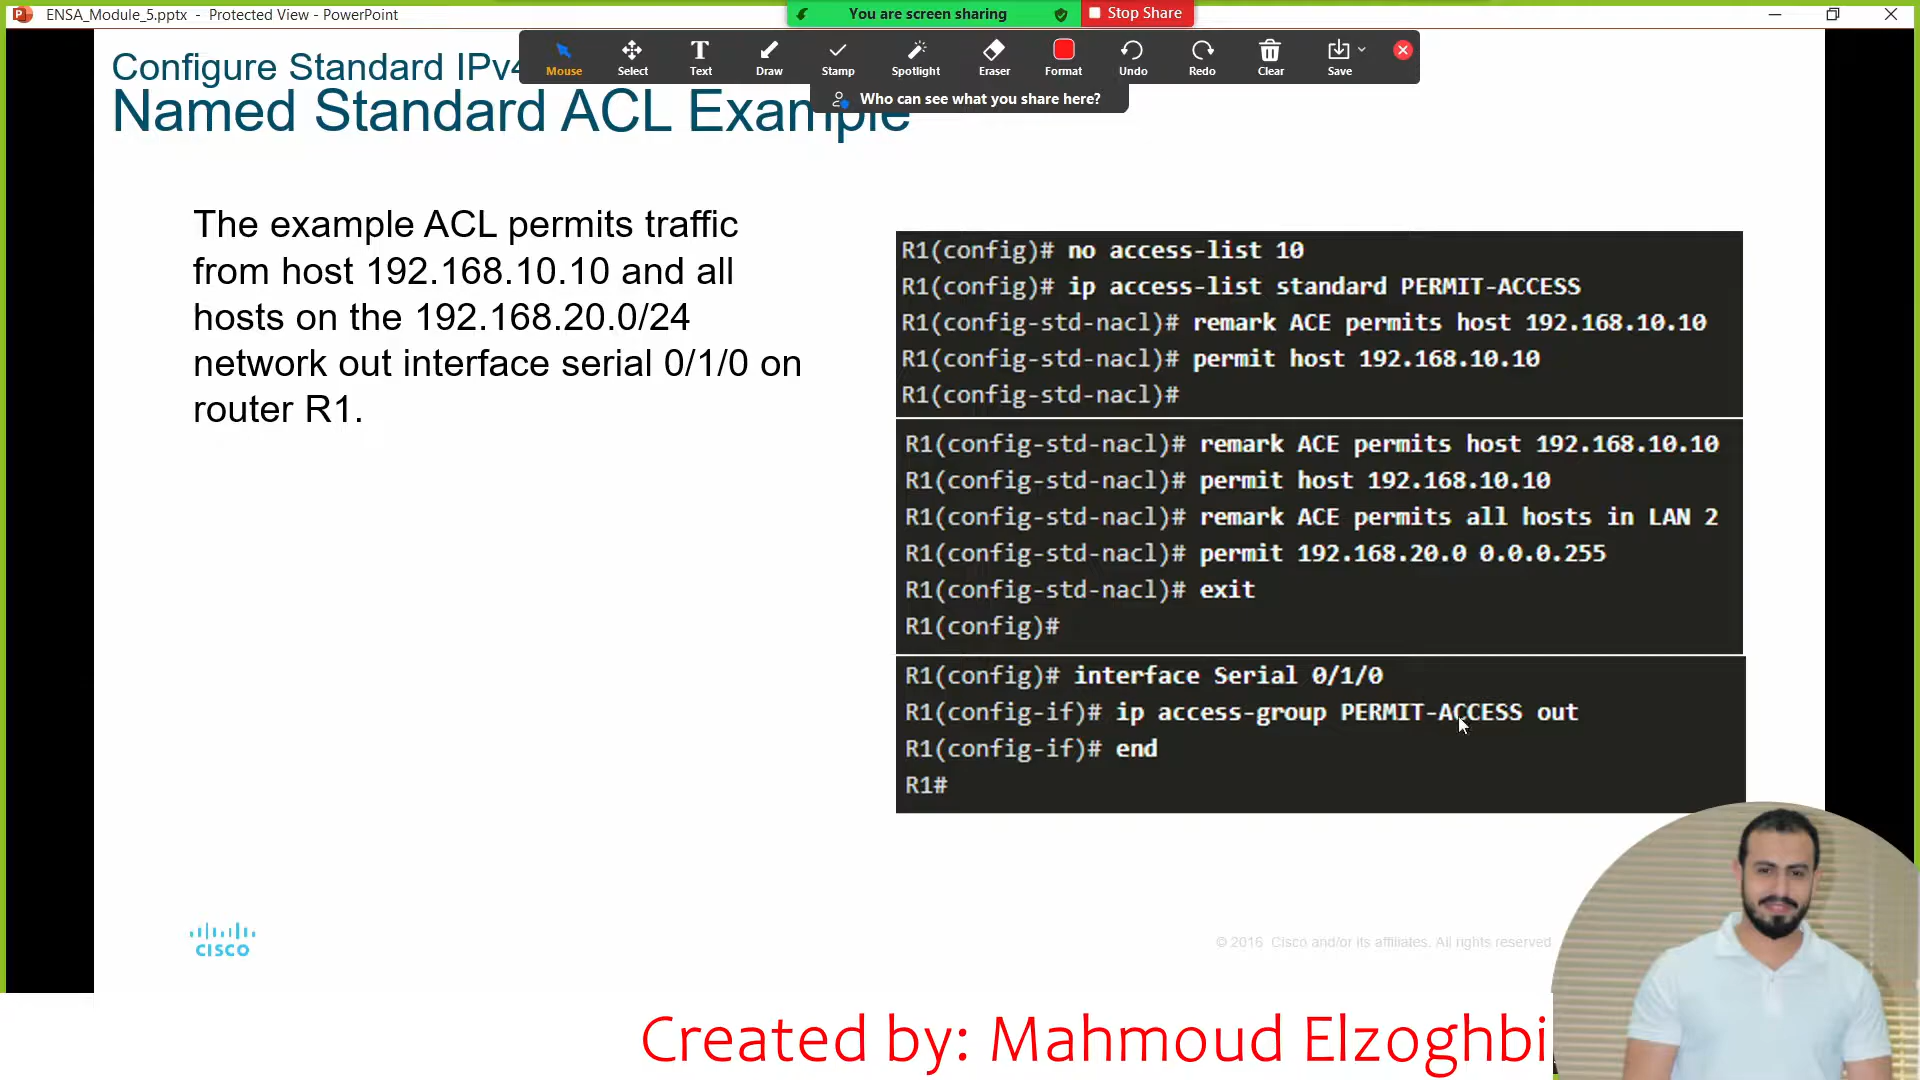 ENSA_Module_5.pptx - Protected View - PowerPoint
You are screen sharing
Stop Share
Mouse
Select
Text
Draw
Stamp
Spotlight
Eraser
Format
Undo
Redo
Clear
Save
Who can see what you share here?
Configure Standard IPv4
Named Standard ACL Example
The example ACL permits traffic
from host 192.168.10.10 and all
hosts on the 192.168.20.0/24
network out interface serial 0/1/0 on
router R1.
R1(config)# no access-list 10
R1(config)# ip access-list standard PERMIT-ACCESS
R1(config-std-nacl)# remark ACE permits host 192.168.10.10
R1(config-std-nacl)# permit host 192.168.10.10
R1(config-std-nacl)#
R1(config-std-nacl)# remark ACE permits host 192.168.10.10
R1(config-std-nacl)# permit host 192.168.10.10
R1(config-std-nacl)# remark ACE permits all hosts in LAN 2
R1(config-std-nacl)# permit 192.168.20.0 0.0.0.255
R1(config-std-nacl)# exit
R1(config)#
R1(config)# interface Serial 0/1/0
R1(config-if)# ip access-group PERMIT-ACCESS out
R1(config-if)# end
R1#
CISCO
© 2016 Cisco and/or its affiliates. All rights reserved
Created by: Mahmoud Elzoghbi